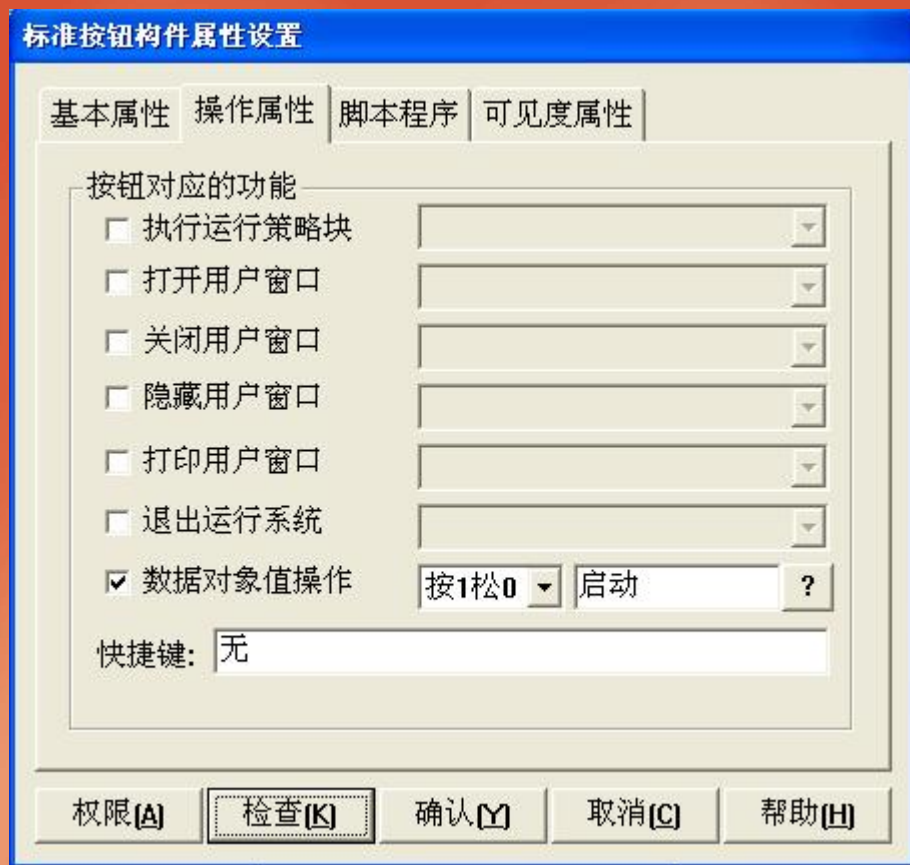 标准按钮构件属性设置
基本属性 操作属性 脚本程序 可见度属性
按钮对应的功能
执行运行策略块
打开用户窗口
关闭用户窗口
隐藏用户窗口
打印用户窗口
退出运行系统
数据对象值操作 按1松0 启动 ?
快捷键: 无
权限(A) 检查(K) 确认(Y) 取消(C) 帮助(H)